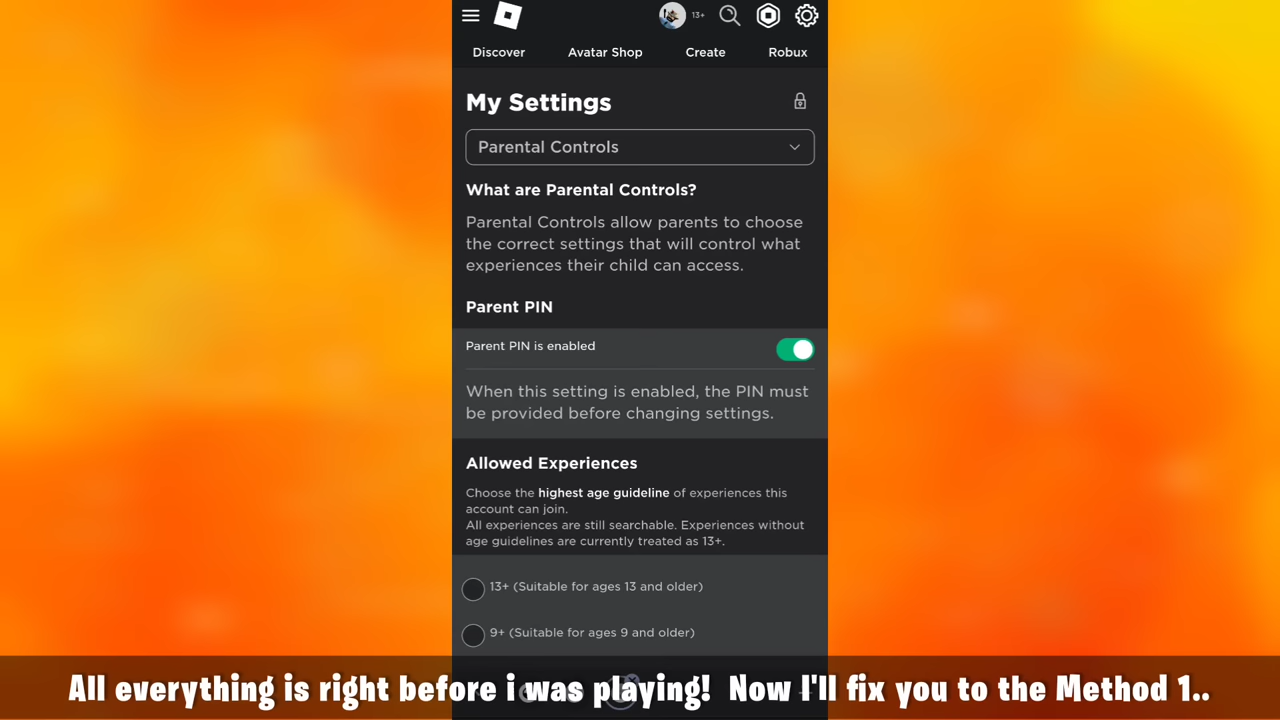 13+
Discover Avatar Shop Create Robux
My Settings
Parental Controls
What are Parental Controls?
Parental Controls allow parents to choose
the correct settings that will control what
experiences their child can access.
Parent PIN
Parent PIN is enabled
When this setting is enabled, the PIN must
be provided before changing settings.
Allowed Experiences
Choose the highest age guideline of experiences this
account can join.
All experiences are still searchable. Experiences without
age guidelines are currently treated as 13+.
13+ (Suitable for ages 13 and older)
9+ (Suitable for ages 9 and older)
All everything is right before i was playing! Now I'll fix you to the Method 1..